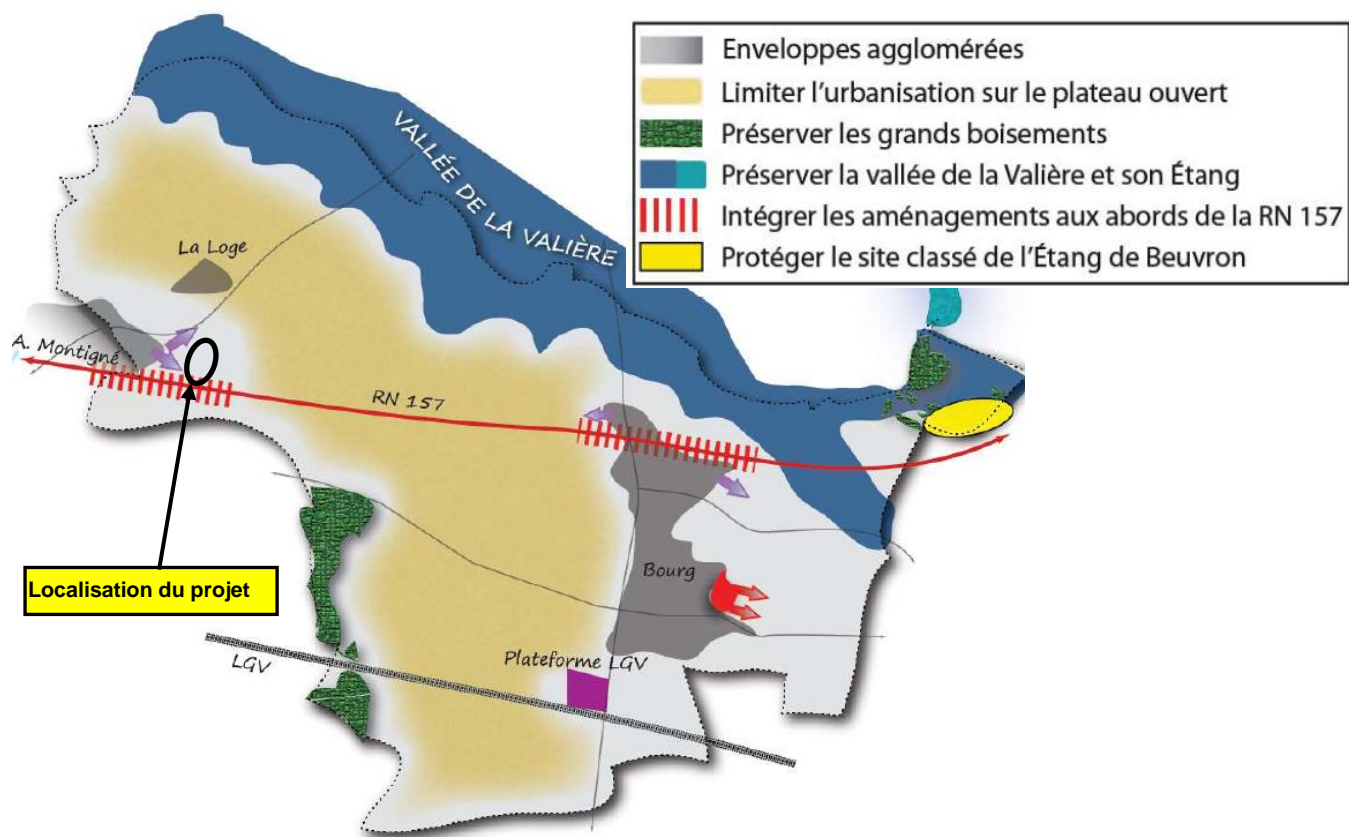 Enveloppes agglomérées
Limiter l'urbanisation sur le plateau ouvert
Préserver les grands boisements
Préserver la vallée de la Valière et son Étang
Intégrer les aménagements aux abords de la RN 157
Protéger le site classé de l'Étang de Beuvron
VALLÉE DE LA VALIÈRE
La Loge
A. Montigné
RN 157
Localisation du projet
Bourg
LGV
Plateforme LGV